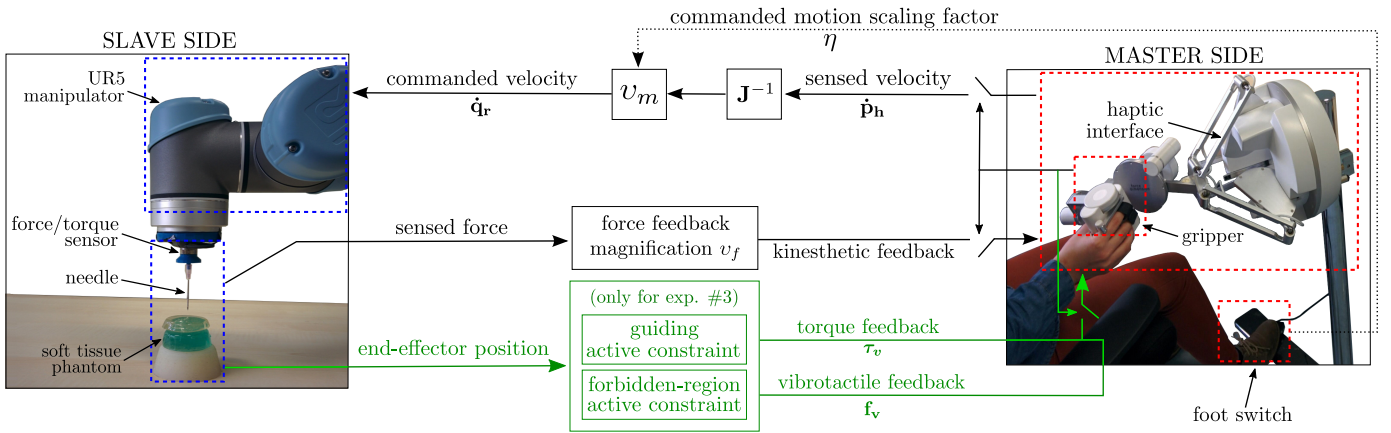 commanded motion scaling factor
η
SLAVE SIDE
MASTER SIDE
UR5
manipulator
commanded velocity
q̇ᵣ
υₘ
J⁻¹
sensed velocity
ṗₕ
haptic
interface
force/torque
sensor
sensed force
force feedback
magnification υ_f
kinesthetic feedback
gripper
needle
(only for exp. #3)
guiding
active constraint
torque feedback
τᵥ
soft tissue
phantom
end-effector position
forbidden-region
active constraint
vibrotactile feedback
fᵥ
foot switch